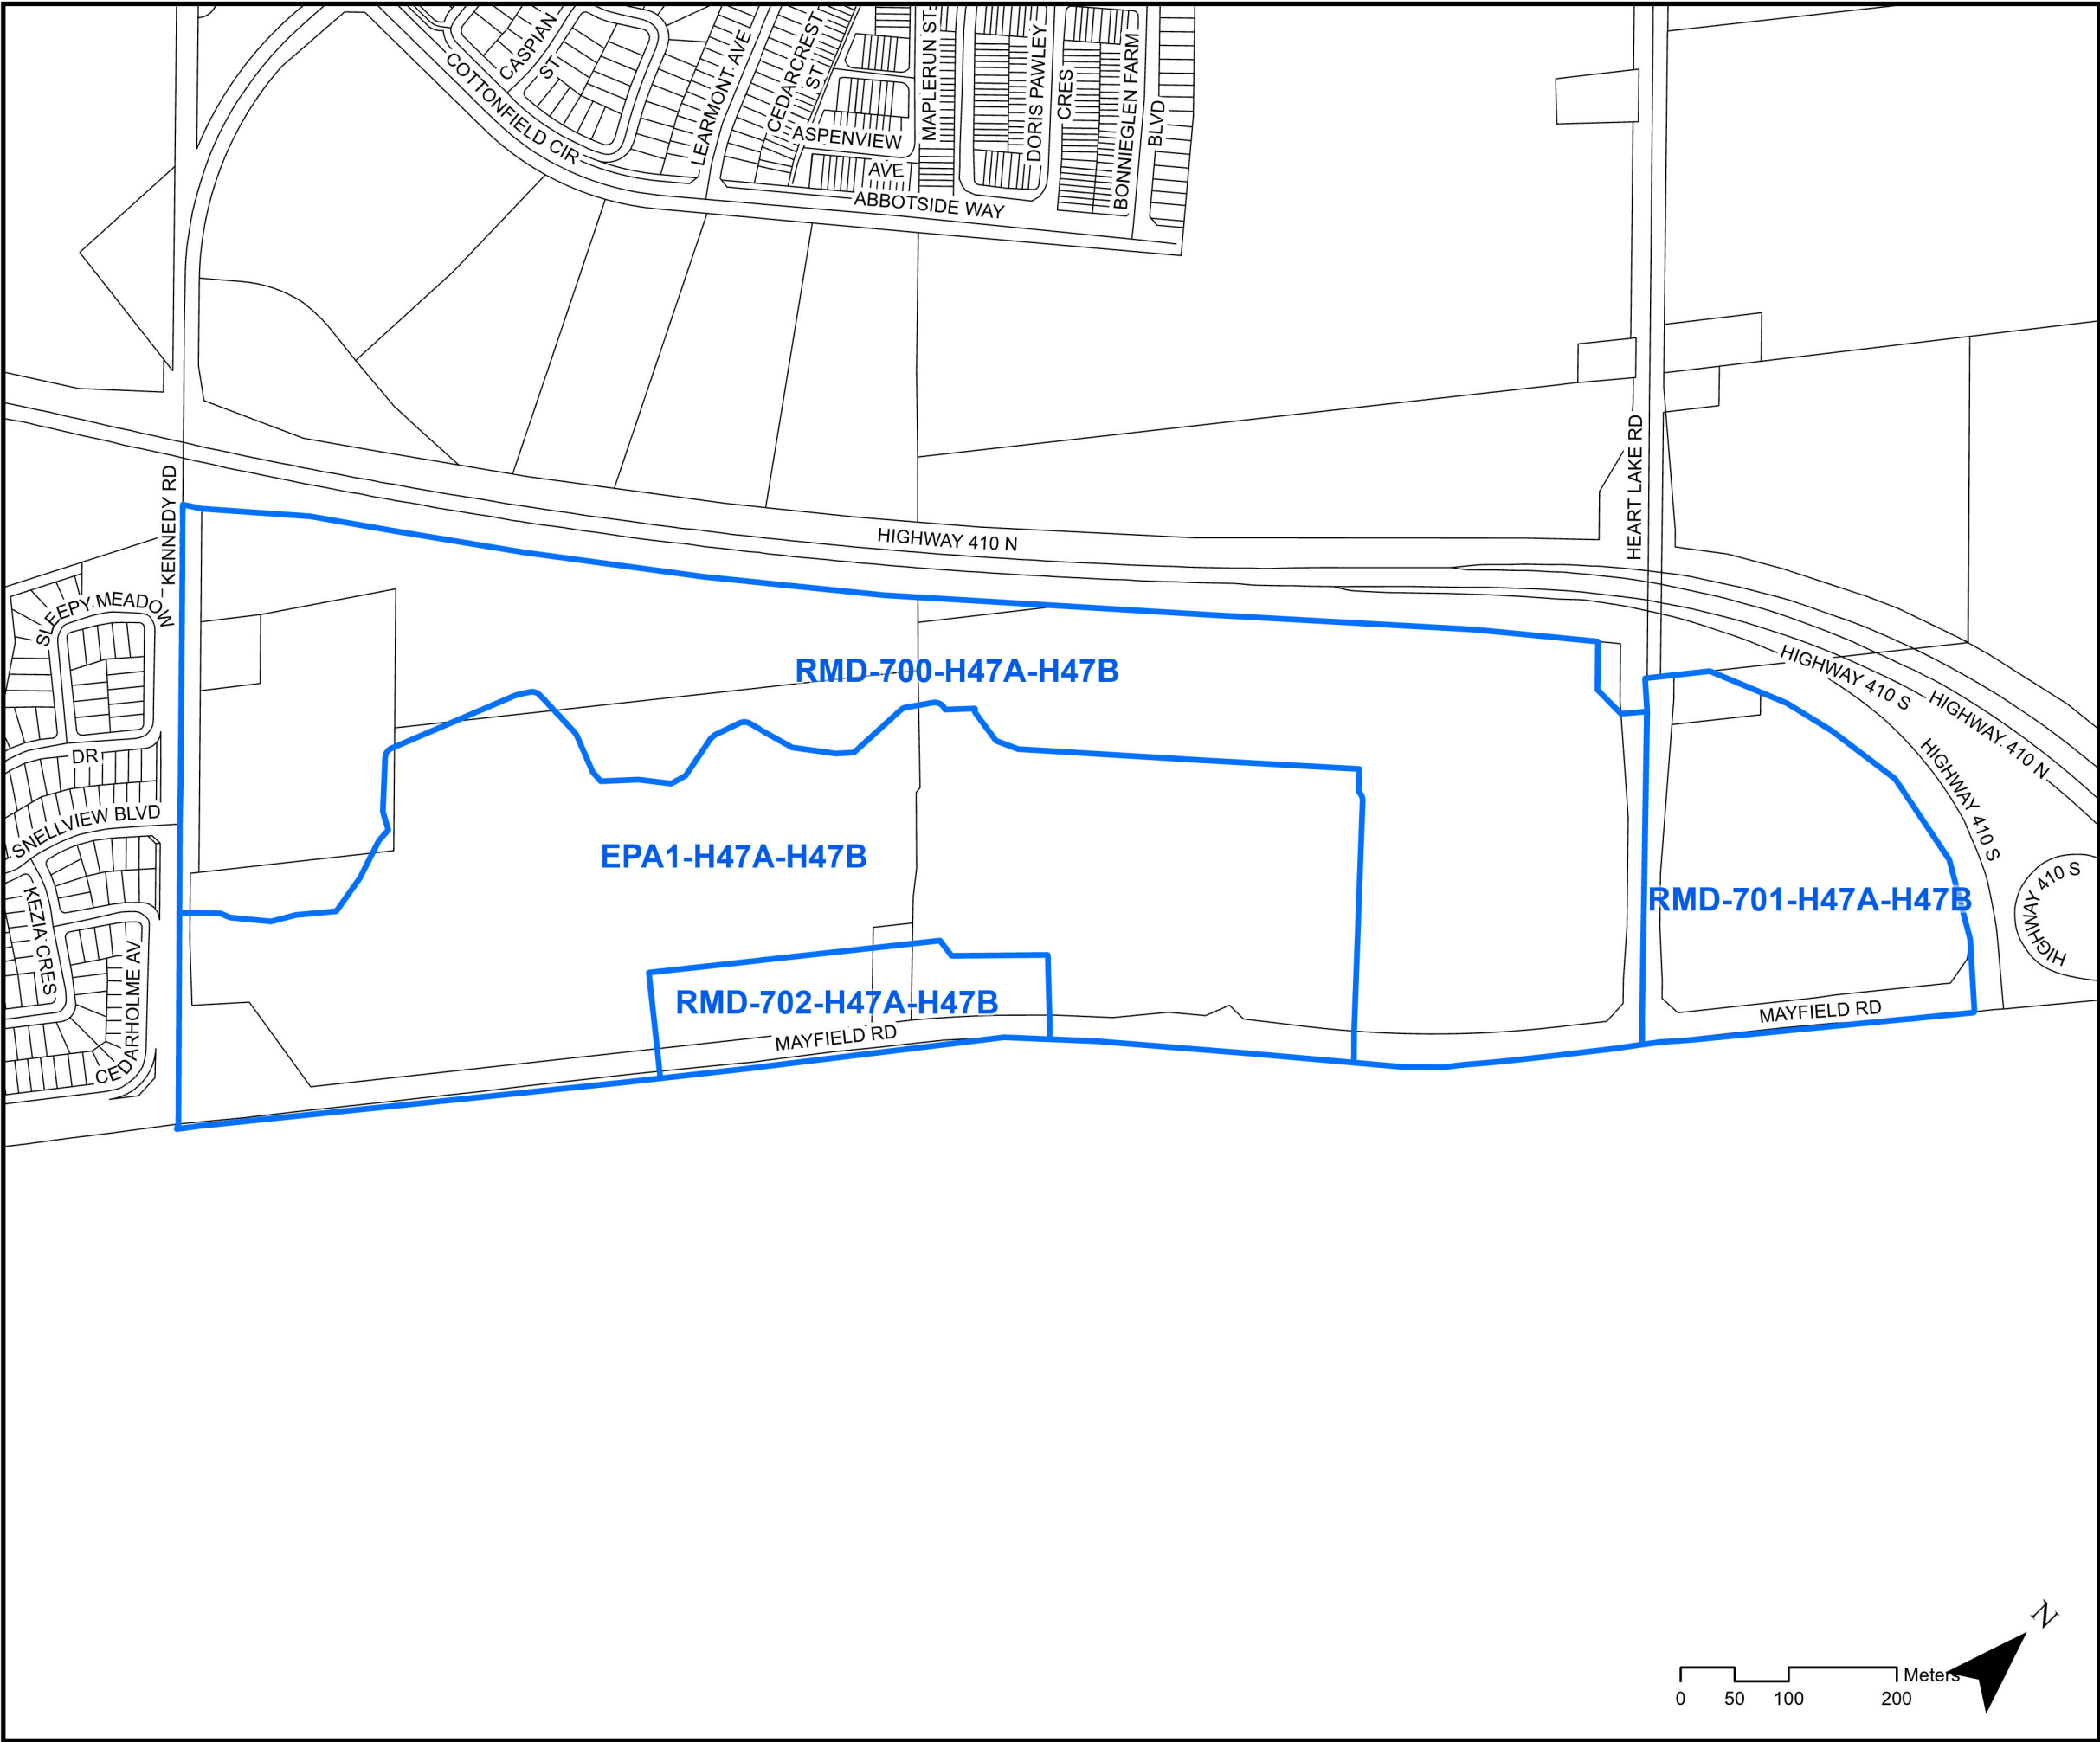 CASPIAN
ST
COTTONFIELD CIR
LEARMONT AVE
CEDARCREST
ST
ASPENVIEW
AVE
MAPLERUN ST
DORIS PAWLEY
CRES
BONNIEGLEN FARM
BLVD
ABBOTSIDE WAY
KENNEDY RD
HEART LAKE RD
HIGHWAY 410 N
SLEEPY MEADOW
DR
SNELLVIEW BLVD
KEZIA CRES
CEDARHOLME AV
RMD-700-H47A-H47B
EPA1-H47A-H47B
RMD-702-H47A-H47B
MAYFIELD RD
RMD-701-H47A-H47B
MAYFIELD RD
HIGHWAY 410 S
HIGHWAY 410 N
HIGHWAY 410 S
HIGHWAY 410 S
N
Meters
0 50 100 200